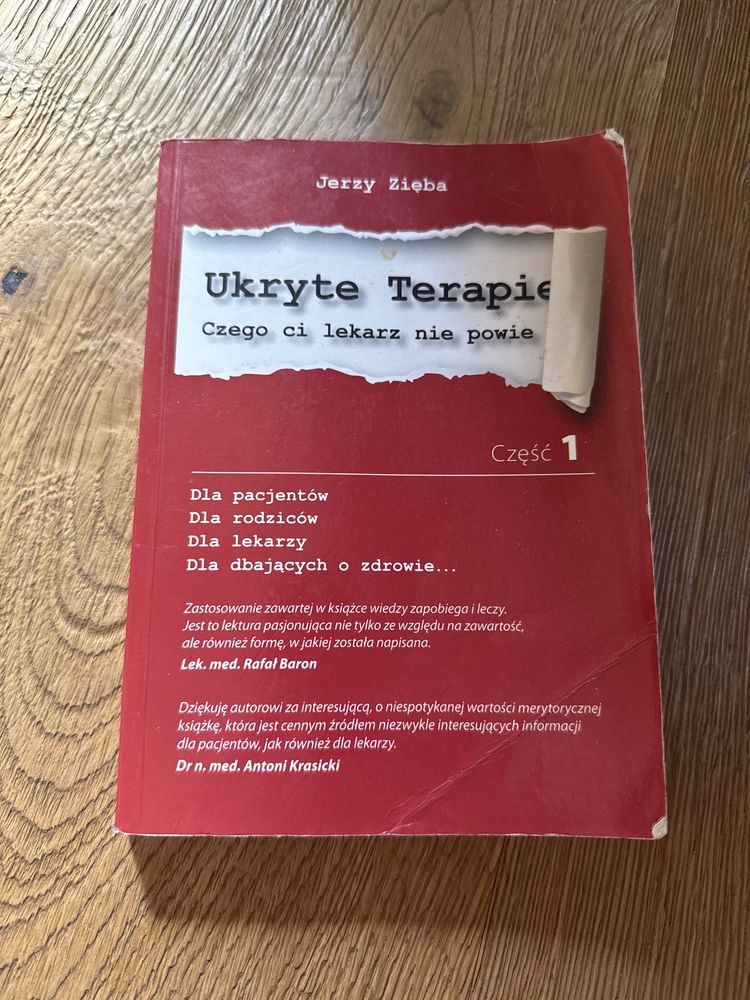 Jerzy Zięba
Ukryte Terapie
Czego ci lekarz nie powie
Część 1
Dla pacjentów
Dla rodziców
Dla lekarzy
Dla dbających o zdrowie...
Zastosowanie zawartej w książce wiedzy zapobiega i leczy.
Jest to lektura pasjonująca nie tylko ze względu na zawartość,
ale również formę, w jakiej została napisana.
Lek. med. Rafał Baron
Dziękuję autorowi za interesującą, o niespotykanej wartości merytorycznej
książkę, która jest cennym źródłem niezwykle interesujących informacji
dla pacjentów, jak również dla lekarzy.
Dr n. med. Antoni Krasicki